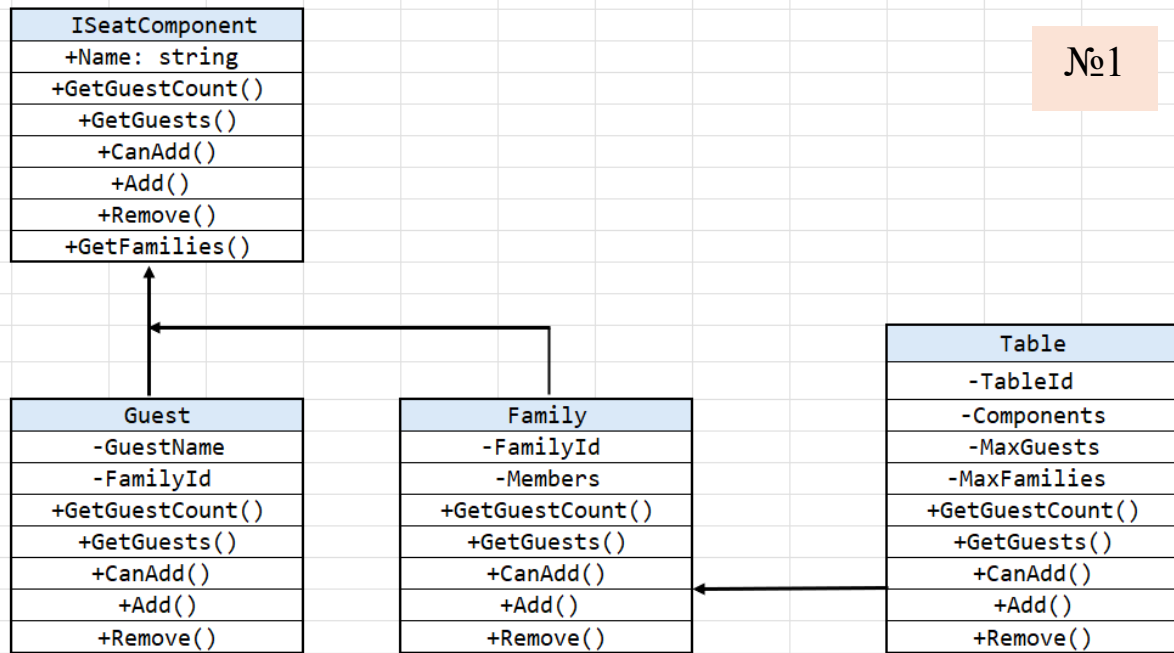 ISeatComponent
+Name: string
+GetGuestCount()
+GetGuests()
+CanAdd()
+Add()
+Remove()
+GetFamilies()
№1
Guest
-GuestName
-FamilyId
+GetGuestCount()
+GetGuests()
+CanAdd()
+Add()
+Remove()
Family
-FamilyId
-Members
+GetGuestCount()
+GetGuests()
+CanAdd()
+Add()
+Remove()
Table
-TableId
-Components
-MaxGuests
-MaxFamilies
+GetGuestCount()
+GetGuests()
+CanAdd()
+Add()
+Remove()